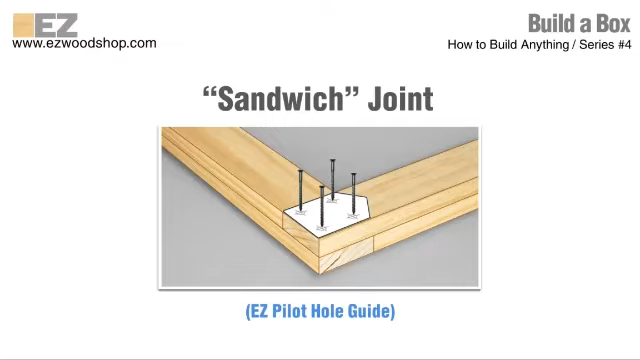 EZ
www.ezwoodshop.com
Build a Box
How to Build Anything / Series #4
“Sandwich” Joint
(EZ Pilot Hole Guide)